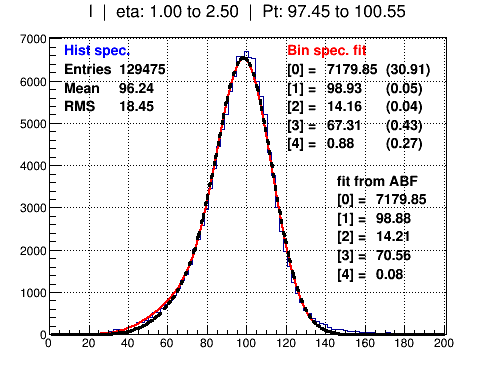 I | eta: 1.00 to 2.50 | Pt: 97.45 to 100.55
Hist spec.
Entries 129475
Mean 96.24
RMS 18.45
Bin spec. fit
[0] = 7179.85 (30.91)
[1] = 98.93 (0.05)
[2] = 14.16 (0.04)
[3] = 67.31 (0.43)
[4] = 0.88 (0.27)
fit from ABF
[0] = 7179.85
[1] = 98.88
[2] = 14.21
[3] = 70.56
[4] = 0.08
7000
6000
5000
4000
3000
2000
1000
0
0 20 40 60 80 100 120 140 160 180 200